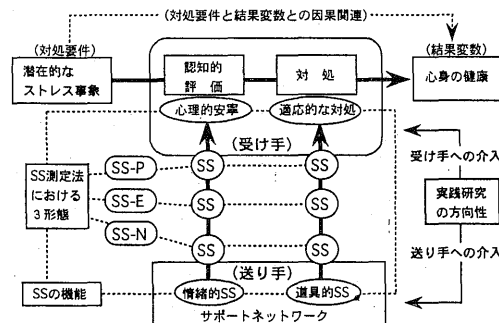 (対処要件と結果変数との因果関連)
(対処要件)
(結果変数)
潜在的な
ストレス事象
認知的
評価
対処
心身の健康
心理的安寧
適応的な対処
(受け手)
SS-P
SS
SS
受け手への介入
SS測定法
における
3形態
SS-E
SS
SS
実践研究
の方向性
SS-N
SS
SS
送り手への介入
(送り手)
SSの機能
情緒的SS
道具的SS
サポートネットワーク